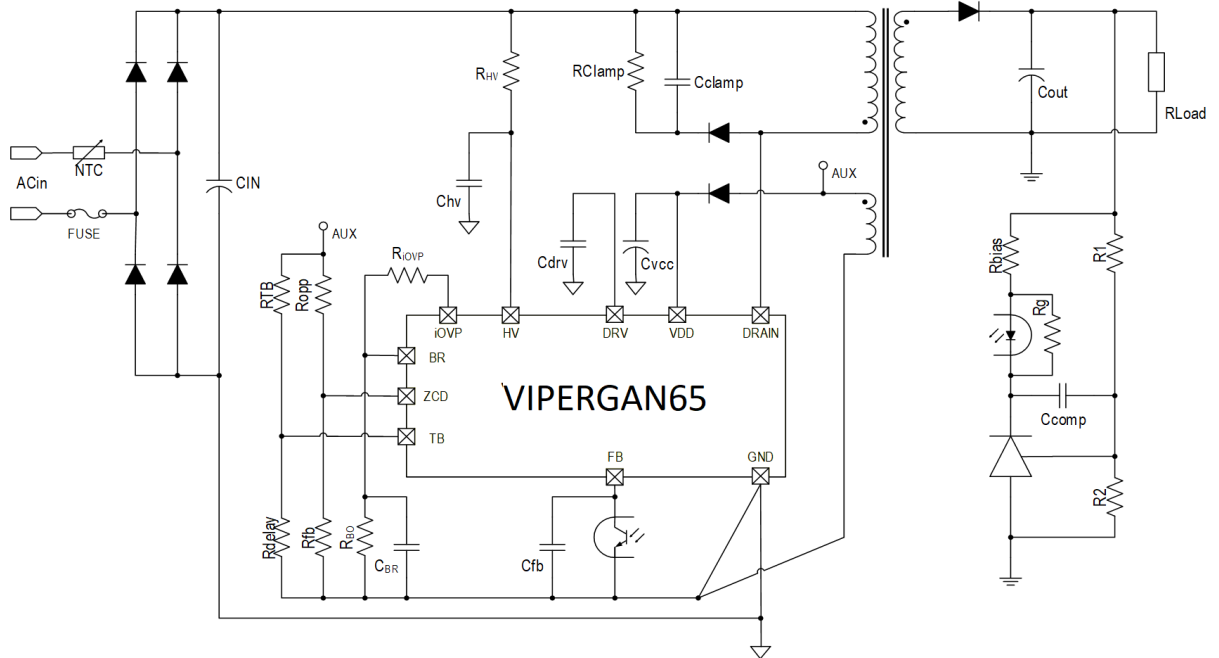 RHV
RClamp
Cclamp
Cout
RLoad
NTC
ACin
CIN
FUSE
Chv
AUX
AUX
RiOVP
Cdrv
Cvcc
Rbias
R1
RTB
Ropp
Rg
iOVP
HV
DRV
VDD
DRAIN
BR
ZCD
TB
VIPERGAN65
Ccomp
FB
GND
R2
Rdelay
Rfb
RBO
CBR
Cfb